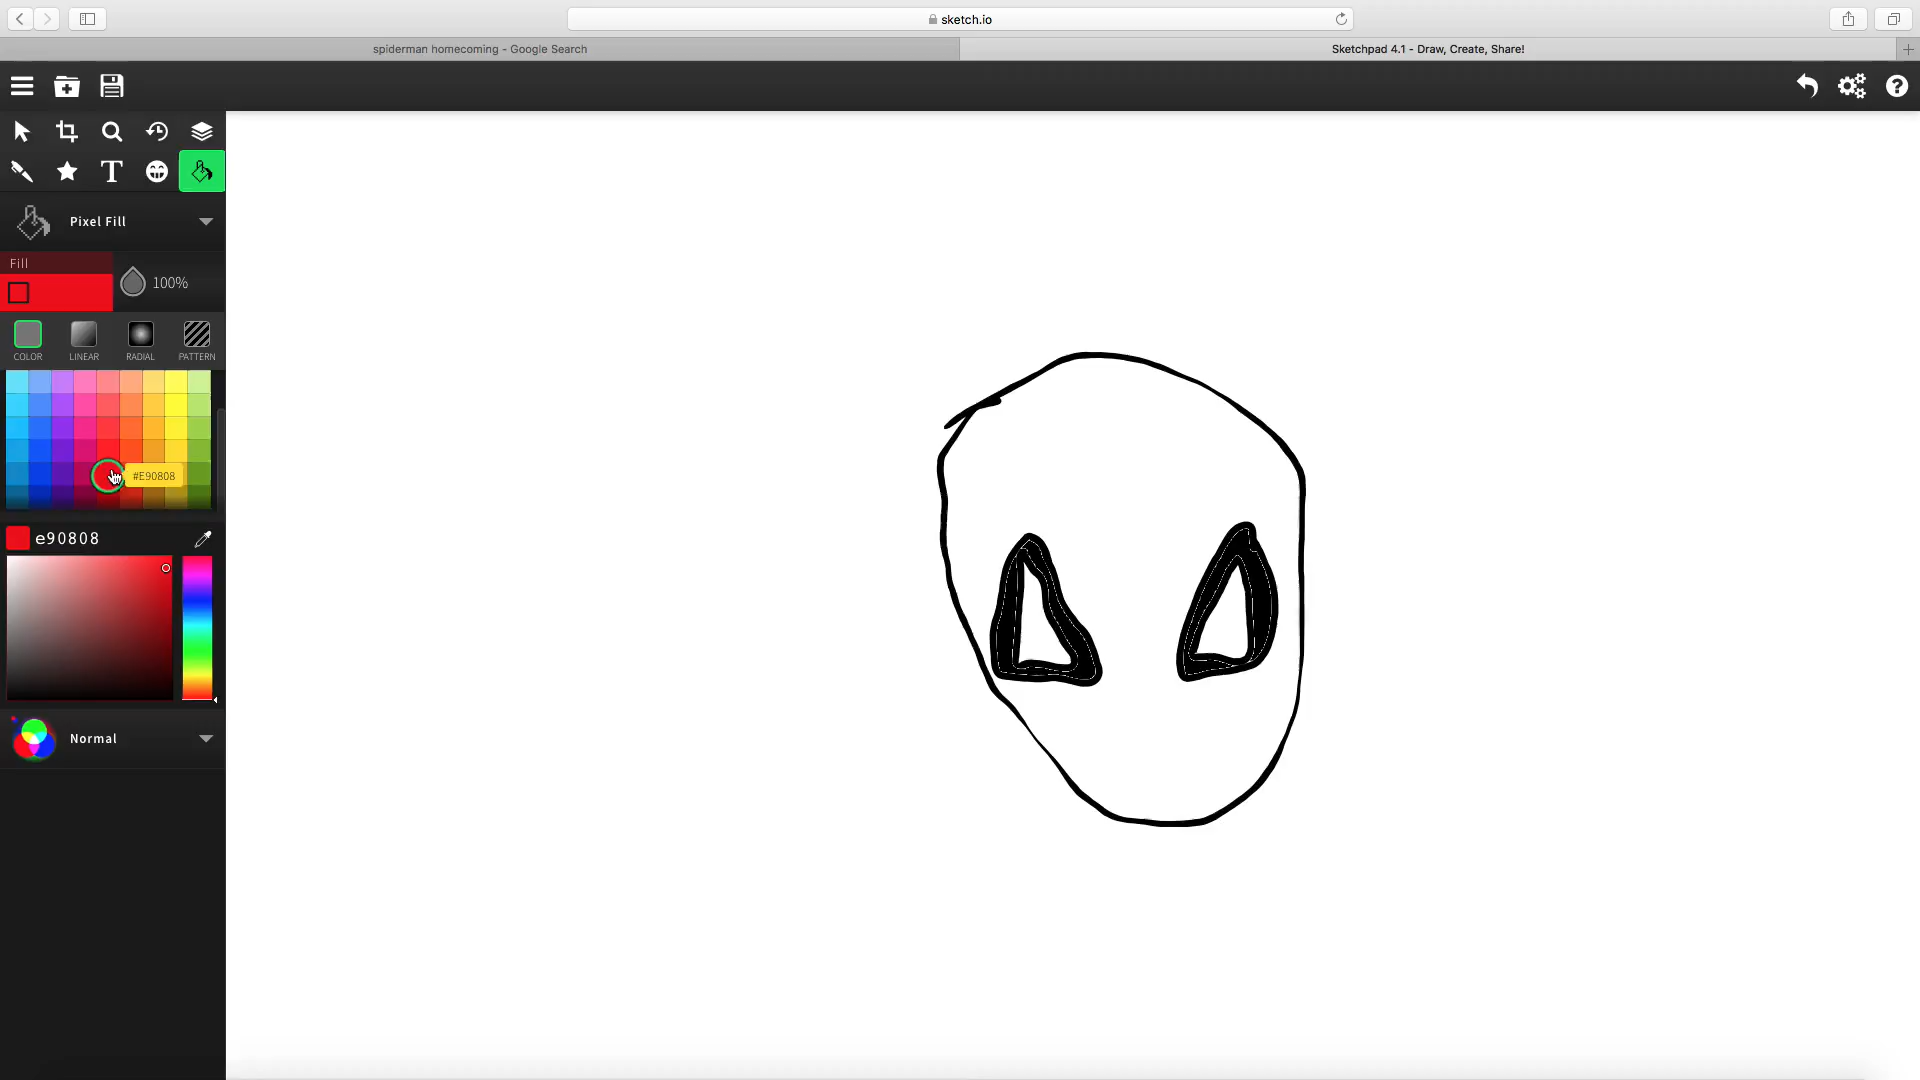 sketch.io
spiderman homecoming - Google Search
Sketchpad 4.1 - Draw, Create, Share!
T
Pixel Fill
Fill
100%
COLOR LINEAR RADIAL PATTERN
#E90808
e90808
Normal